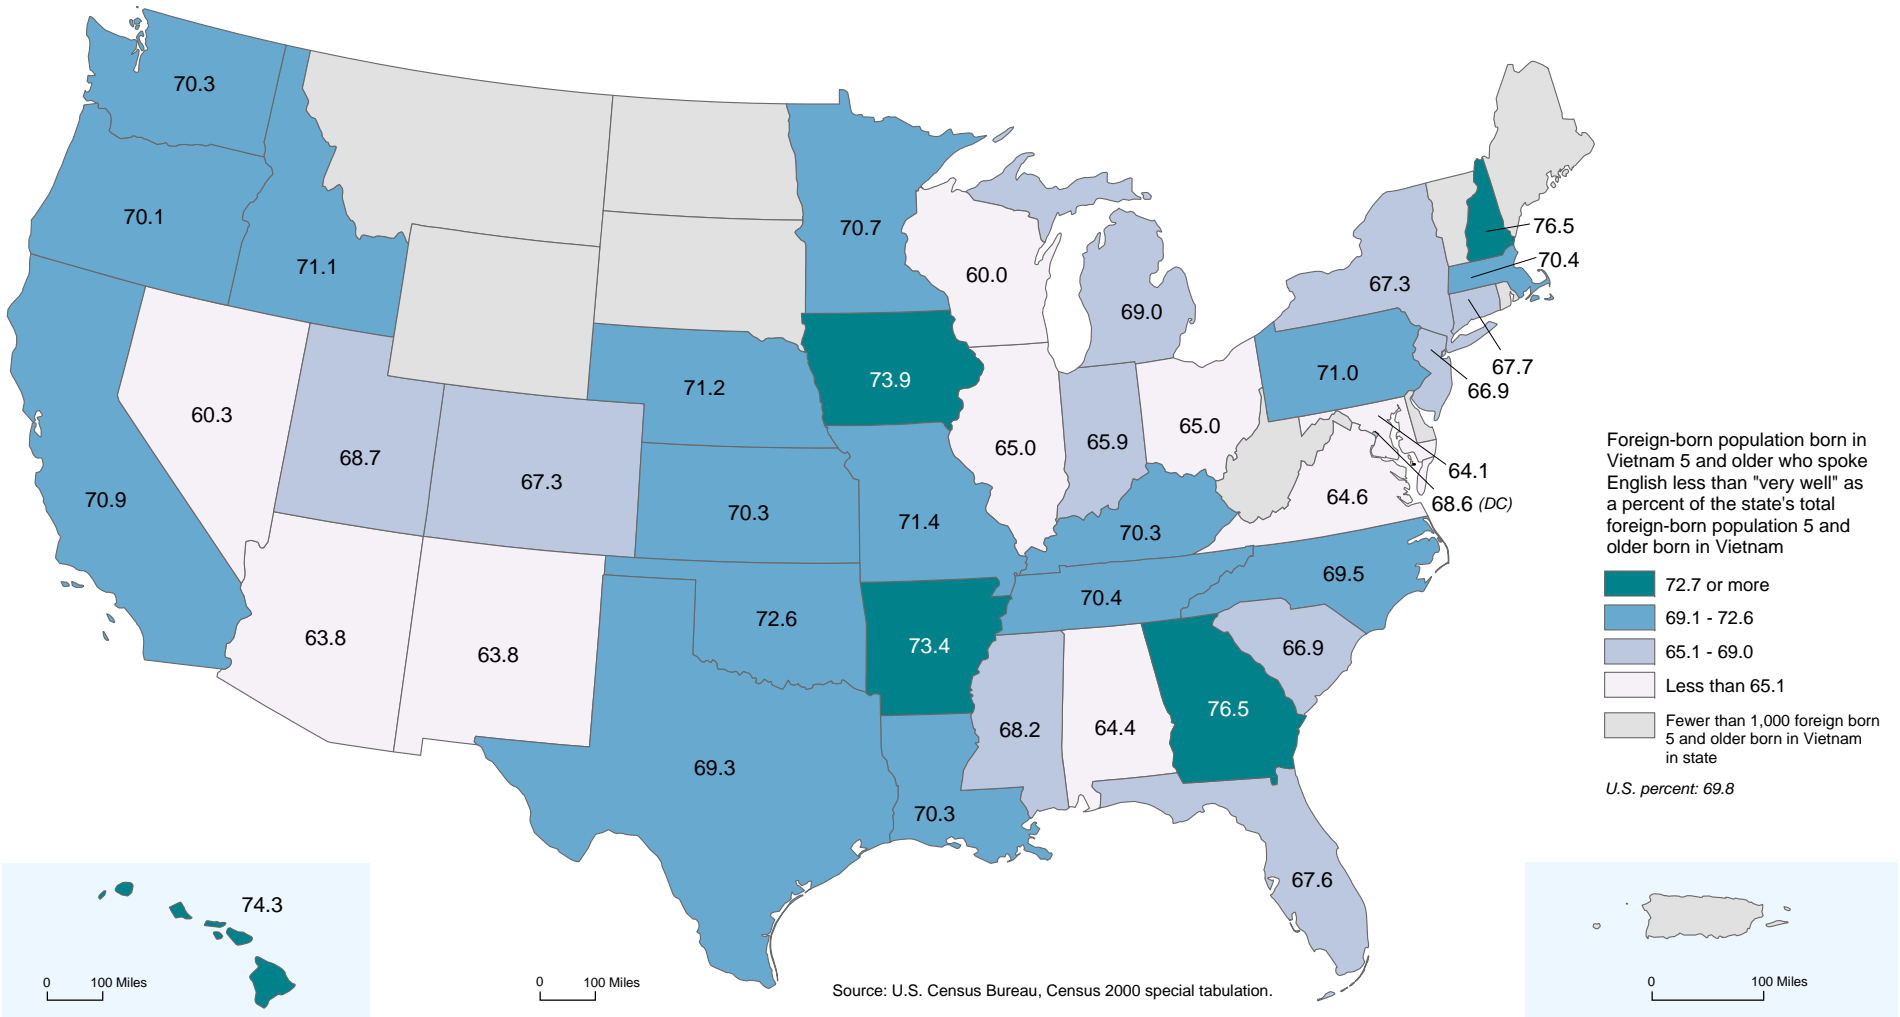 70.3
70.1
71.1
70.7
60.0
69.0
67.3
76.5
70.4
67.7
66.9
71.0
73.9
71.2
60.3
68.7
67.3
70.9
65.0
65.9
65.0
64.1
68.6 (DC)
64.6
70.3
71.4
70.3
69.5
70.4
72.6
63.8
63.8
73.4
66.9
76.5
64.4
68.2
69.3
70.3
67.6
74.3
Foreign-born population born in
Vietnam 5 and older who spoke
English less than "very well" as
a percent of the state's total
foreign-born population 5 and
older born in Vietnam
72.7 or more
69.1 - 72.6
65.1 - 69.0
Less than 65.1
Fewer than 1,000 foreign born
5 and older born in Vietnam
in state
U.S. percent: 69.8
0 100 Miles
0 100 Miles
Source: U.S. Census Bureau, Census 2000 special tabulation.
0 100 Miles